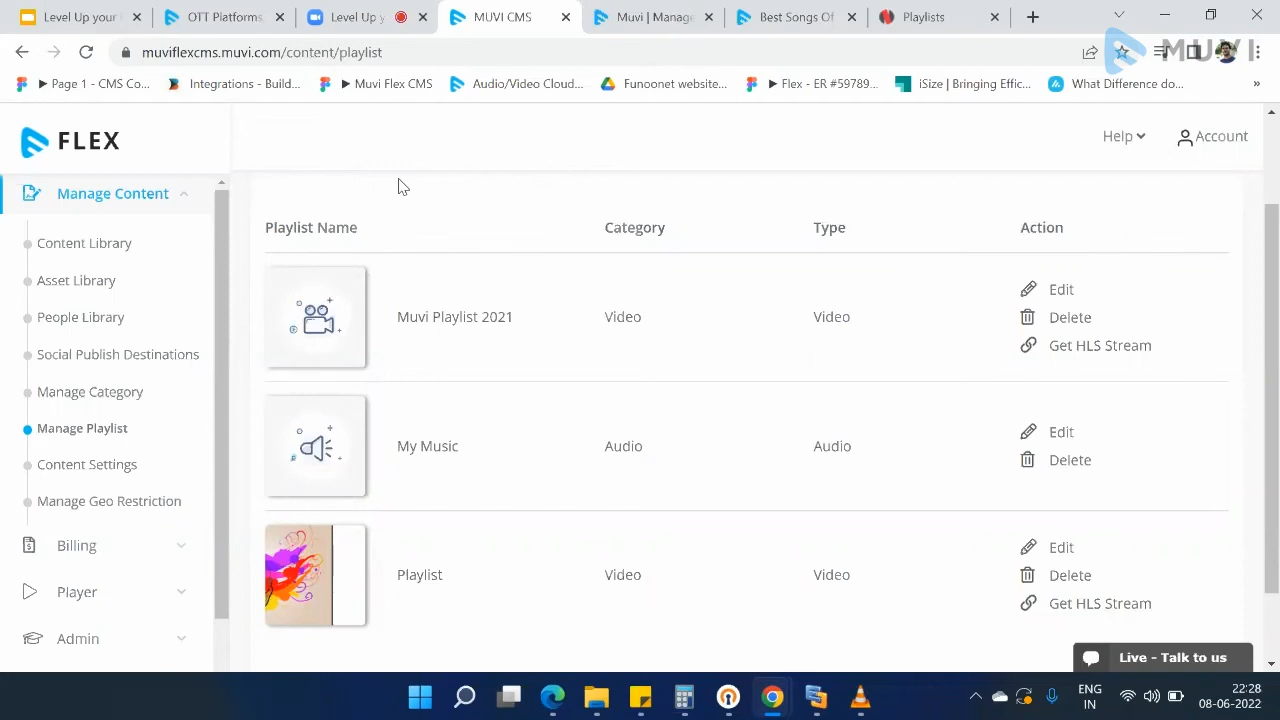 Level Up your
OTT Platforms.
Level Up y
MUVI CMS
Muvi | Manage
Best Songs Of
Playlists
muviflexcms.muvi.com/content/playlist
MUVI
▶Page 1 - CMS Co...
Integrations - Build...
▶ Muvi Flex CMS
Audio/Video Cloud...
Funoonet website...
▶ Flex - ER #59789...
iSize | Bringing Effic...
What Difference do...
»
FLEX
Help
Account
Manage Content
Content Library
Asset Library
People Library
Social Publish Destinations
Manage Category
Manage Playlist
Content Settings
Manage Geo Restriction
Billing
Player
Admin
Playlist Name
Category
Type
Action
Muvi Playlist 2021
Video
Video
Edit
Delete
Get HLS Stream
My Music
Audio
Audio
Edit
Delete
Playlist
Video
Video
Edit
Delete
Get HLS Stream
Live - Talk to us
ENG
IN
22:28
08-06-2022